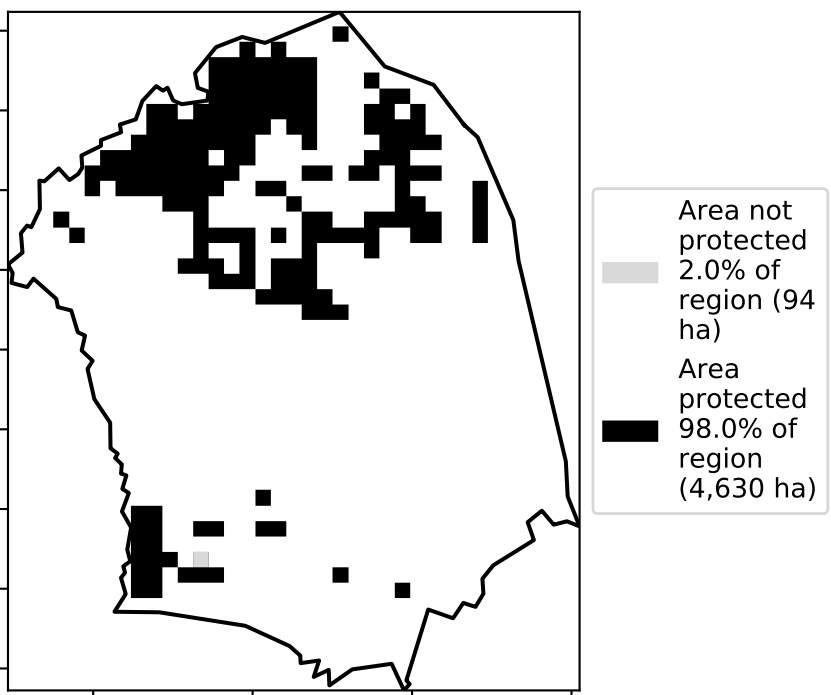 Area not
protected
2.0% of
region (94
ha)
Area
protected
98.0% of
region
(4,630 ha)